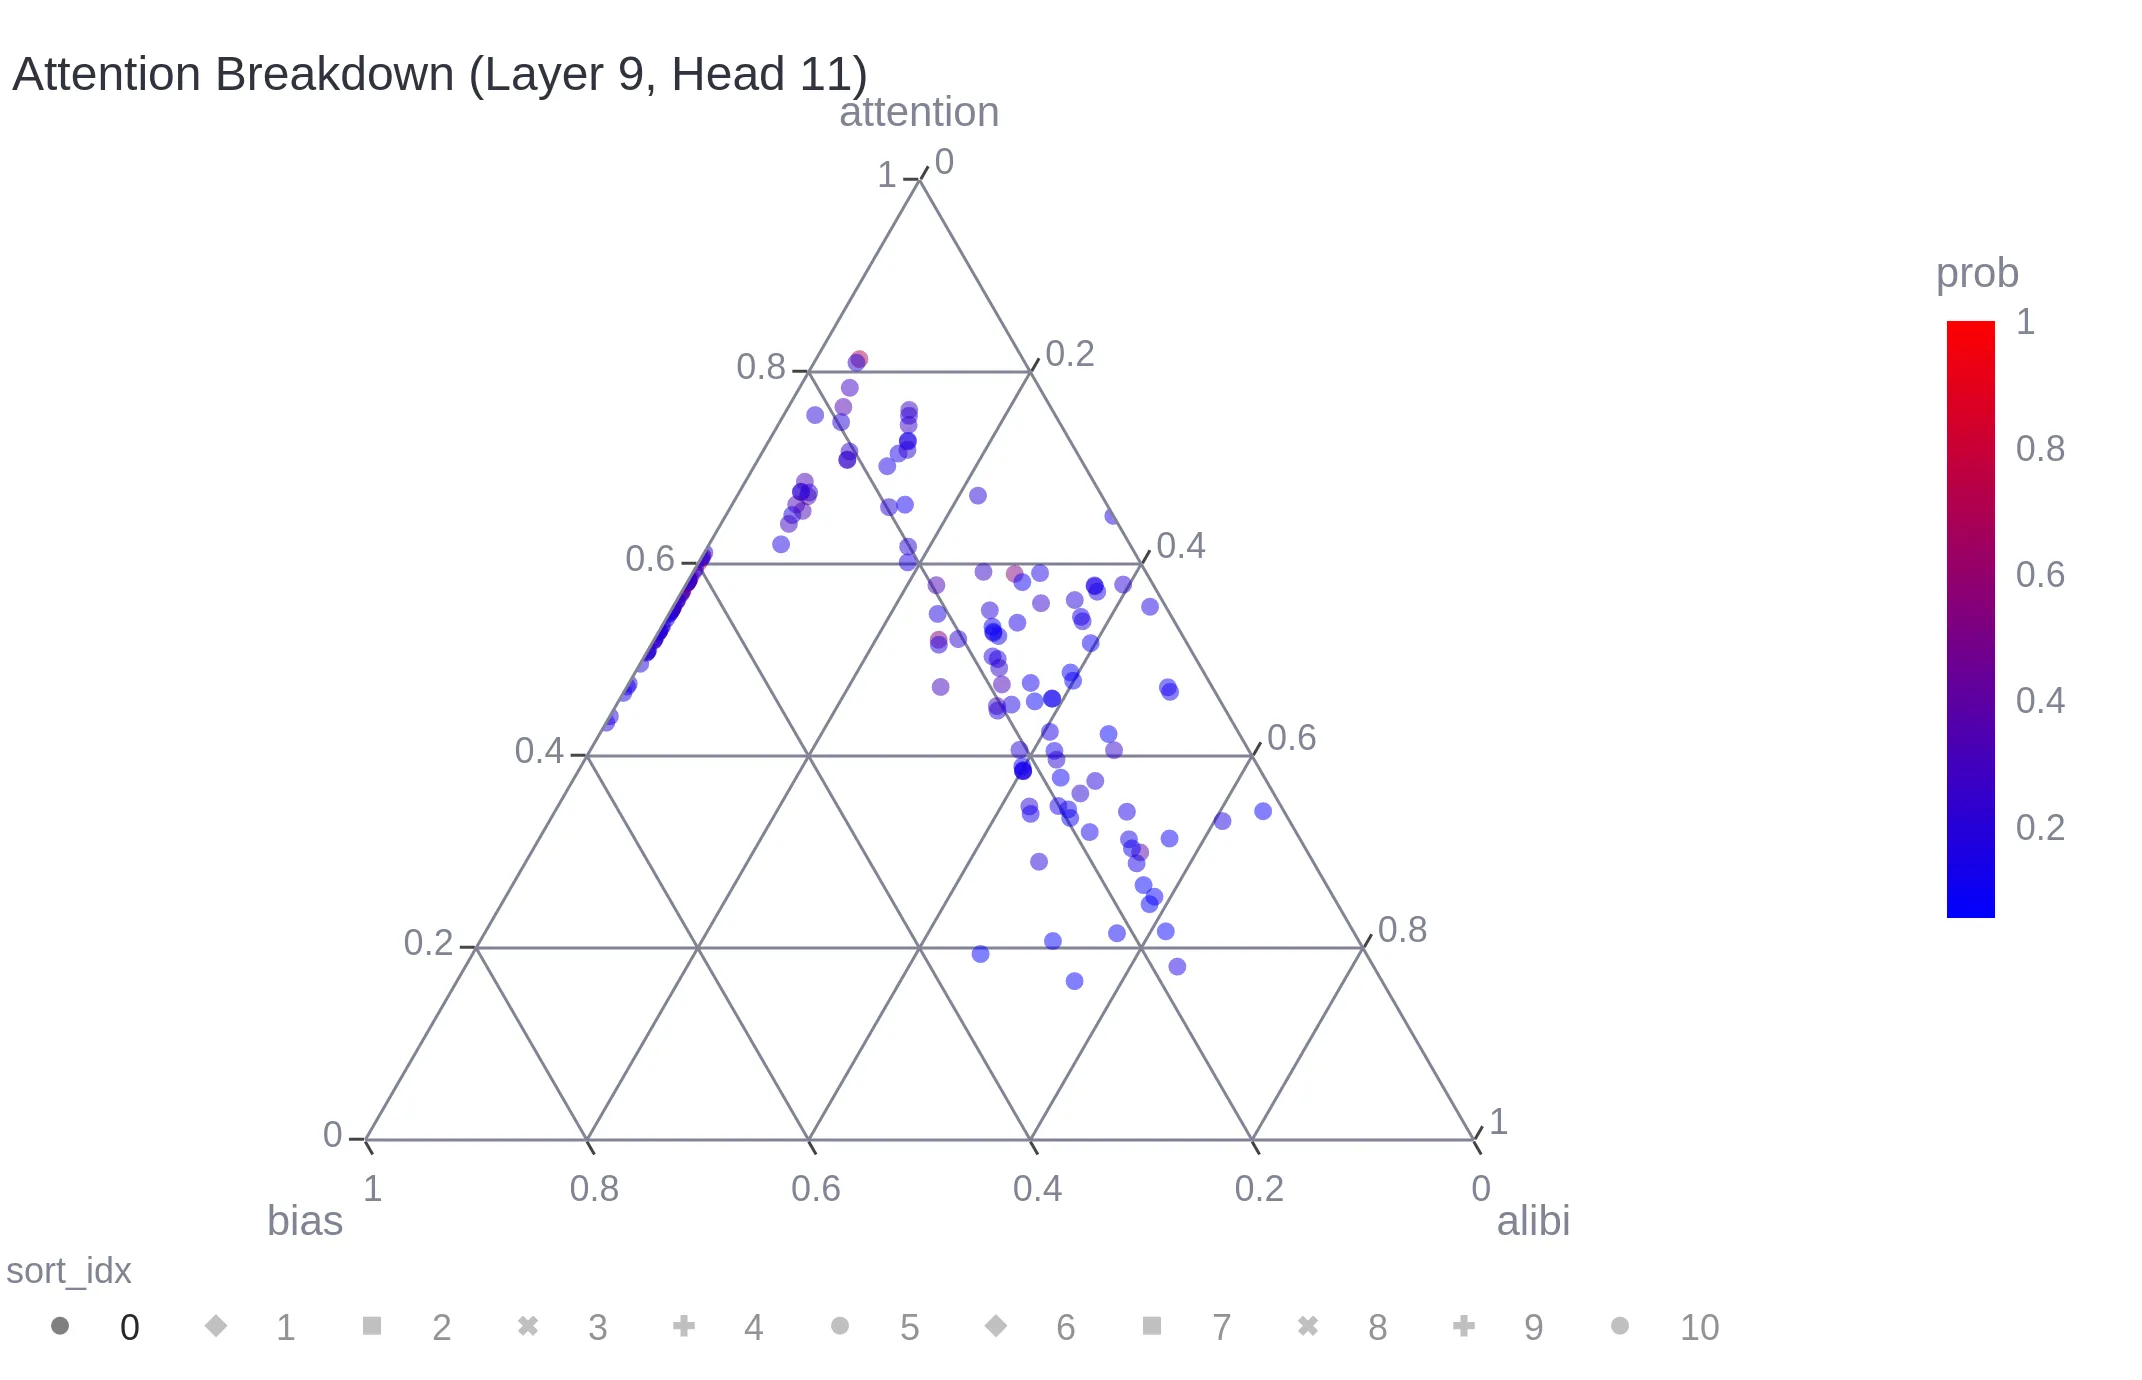 Attention Breakdown (Layer 9, Head 11)
attention
1 0
0.8 0.2
0.6 0.4
0.4 0.6
0.2 0.8
0 1
1 0.8 0.6 0.4 0.2 0
bias alibi
prob
1
0.8
0.6
0.4
0.2
sort_idx
0 1 2 3 4 5 6 7 8 9 10